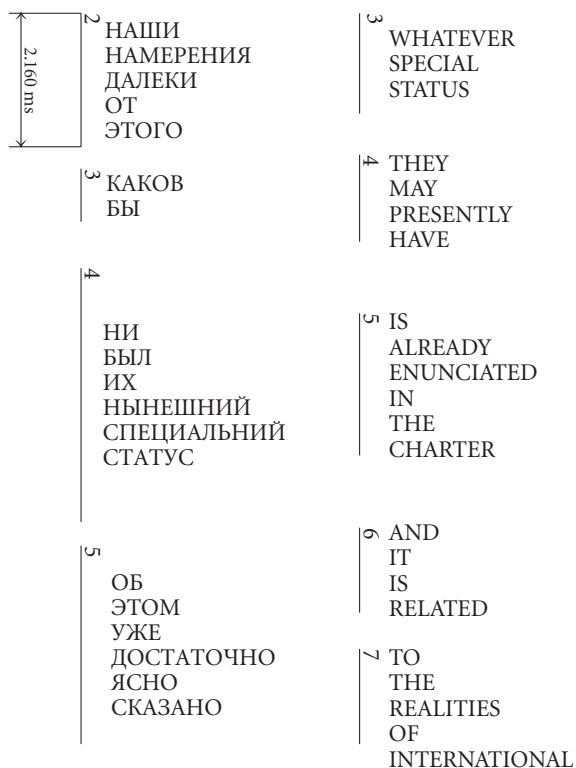 2.160 ms
2
НАШИ
НАМЕРЕНИЯ
ДАЛЕКИ
ОТ
ЭТОГО
3
КАКОВ
БЫ
4
НИ
БЫЛ
ИХ
НЫНЕШНИЙ
СПЕЦИАЛЬНИЙ
СТАТУС
5
ОБ
ЭТОМ
УЖЕ
ДОСТАТОЧНО
ЯСНО
СКАЗАНО
3
WHATEVER
SPECIAL
STATUS
4
THEY
MAY
PRESENTLY
HAVE
5
IS
ALREADY
ENUNCIATED
IN
THE
CHARTER
6
AND
IT
IS
RELATED
7
TO
THE
REALITIES
OF
INTERNATIONAL